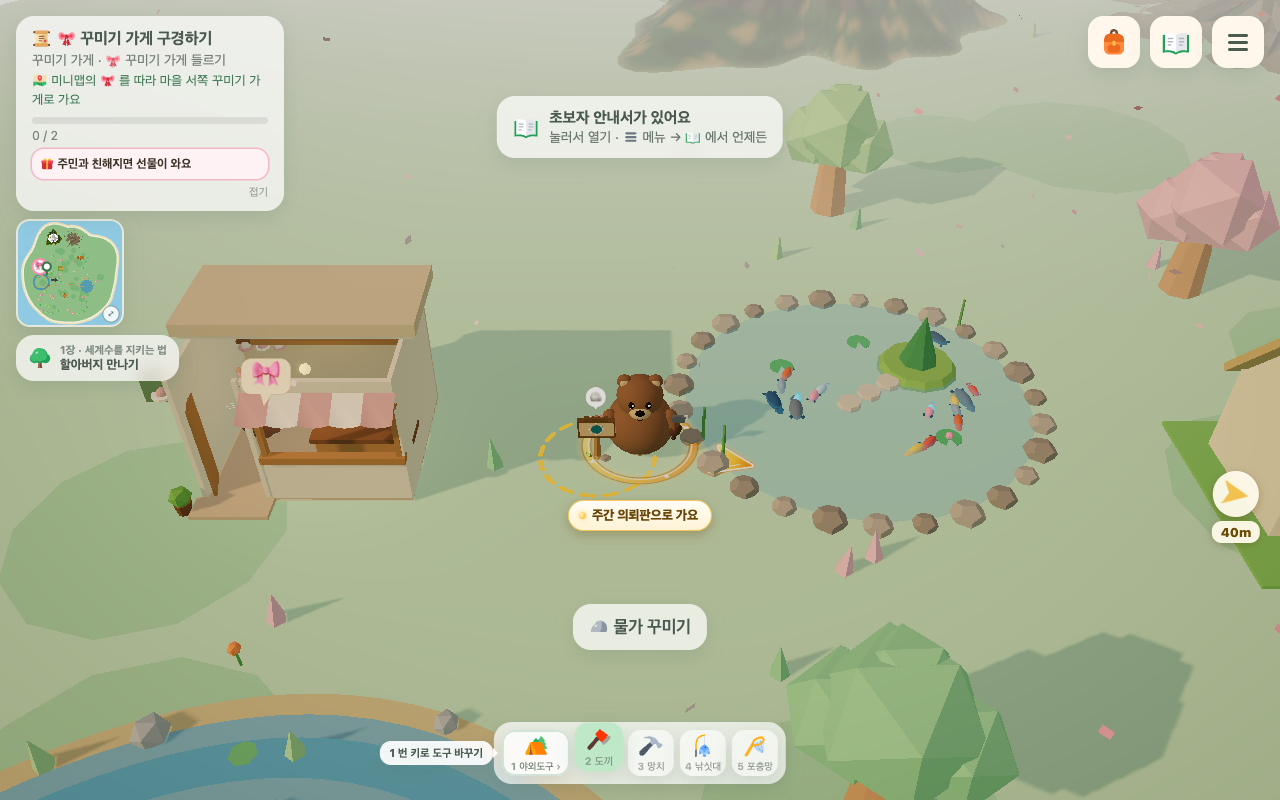 꾸미기 가게 구경하기
꾸미기 가게 · 꾸미기 가게 들르기
미니맵의 를 따라 마을 서쪽 꾸미기 가
게로 가요
0 / 2
주민과 친해지면 선물이 와요
접기
1장 · 세계수를 지키는 법
할아버지 만나기
초보자 안내서가 있어요
눌러서 열기 · 메뉴 → 에서 언제든
주간 의뢰판으로 가요
40m
물가 꾸미기
1 번 키로 도구 바꾸기
1 야외도구 ›
2 도끼
3 망치
4 낚싯대
5 포충망